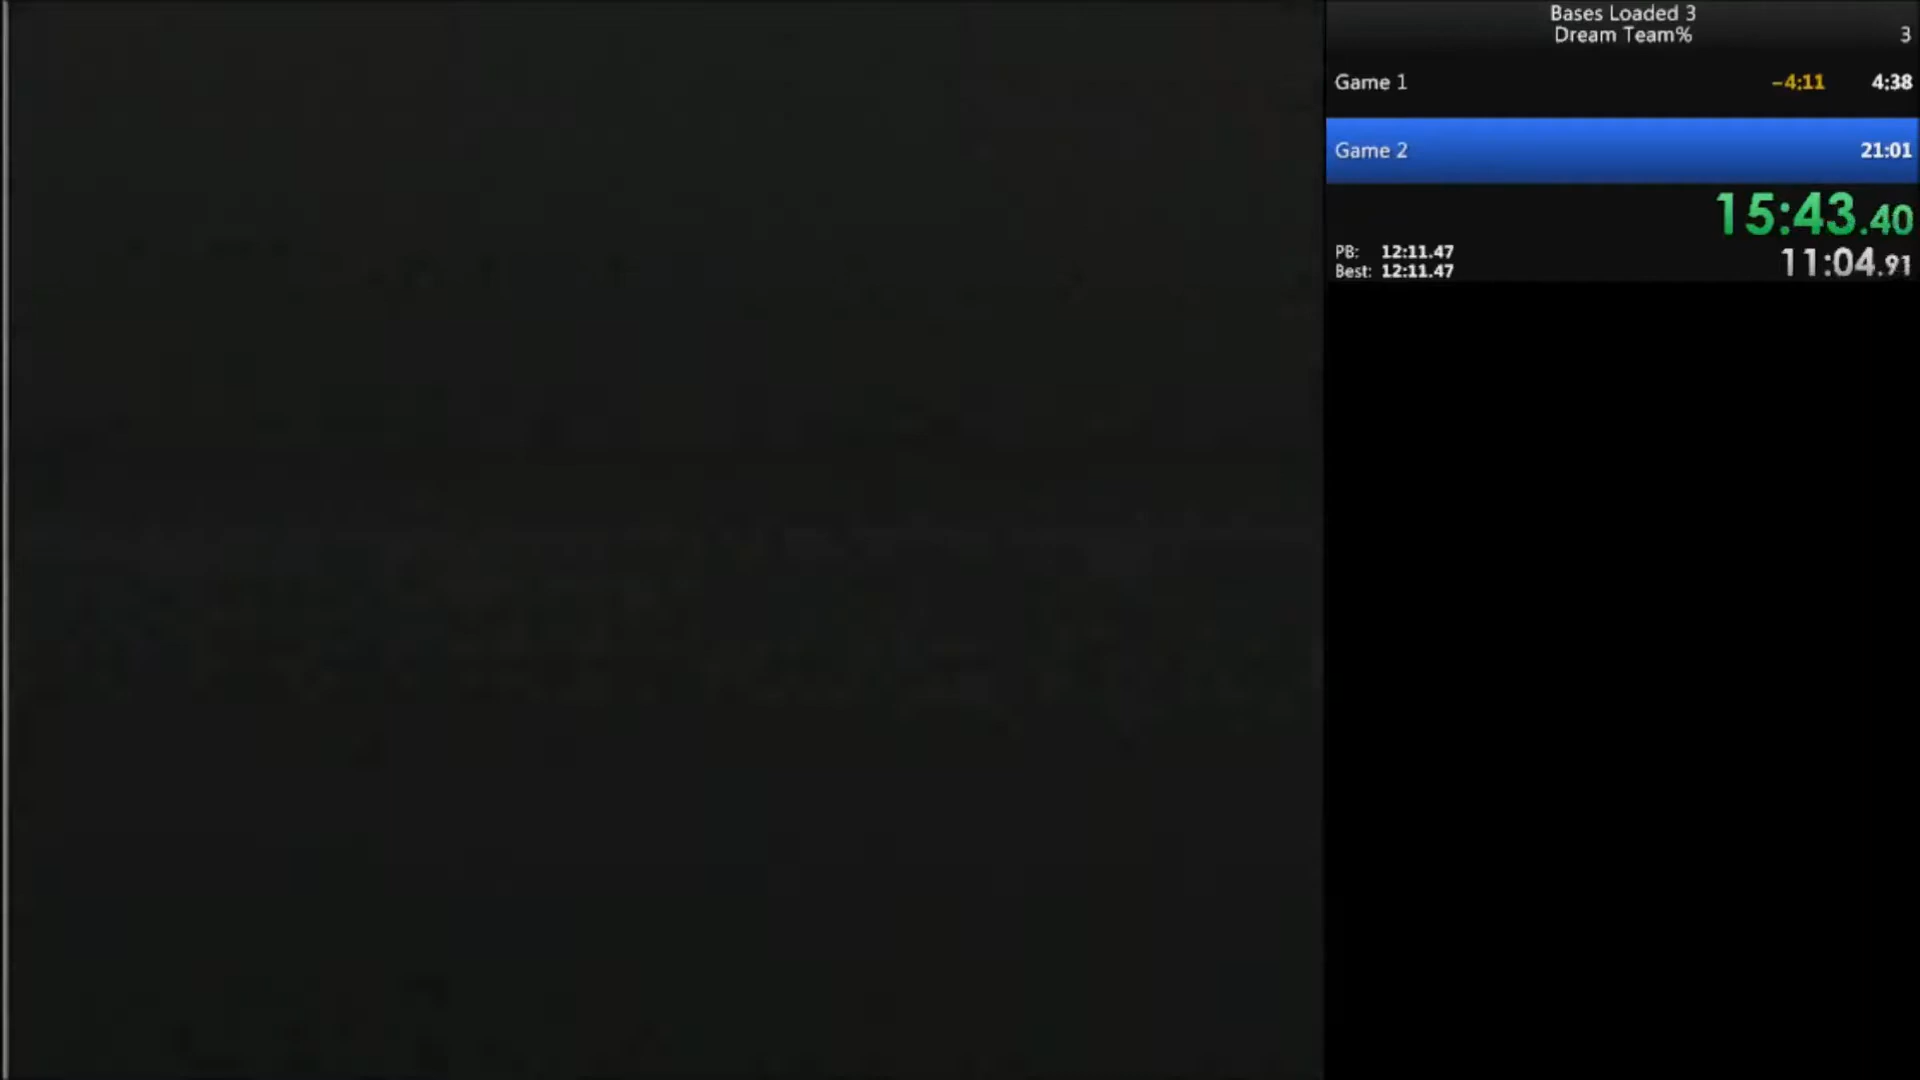 Bases Loaded 3
Dream Team% 3
Game 1 −4:11 4:38
Game 2 21:01
15:43.40
PB: 12:11.47
Best: 12:11.47
11:04.91